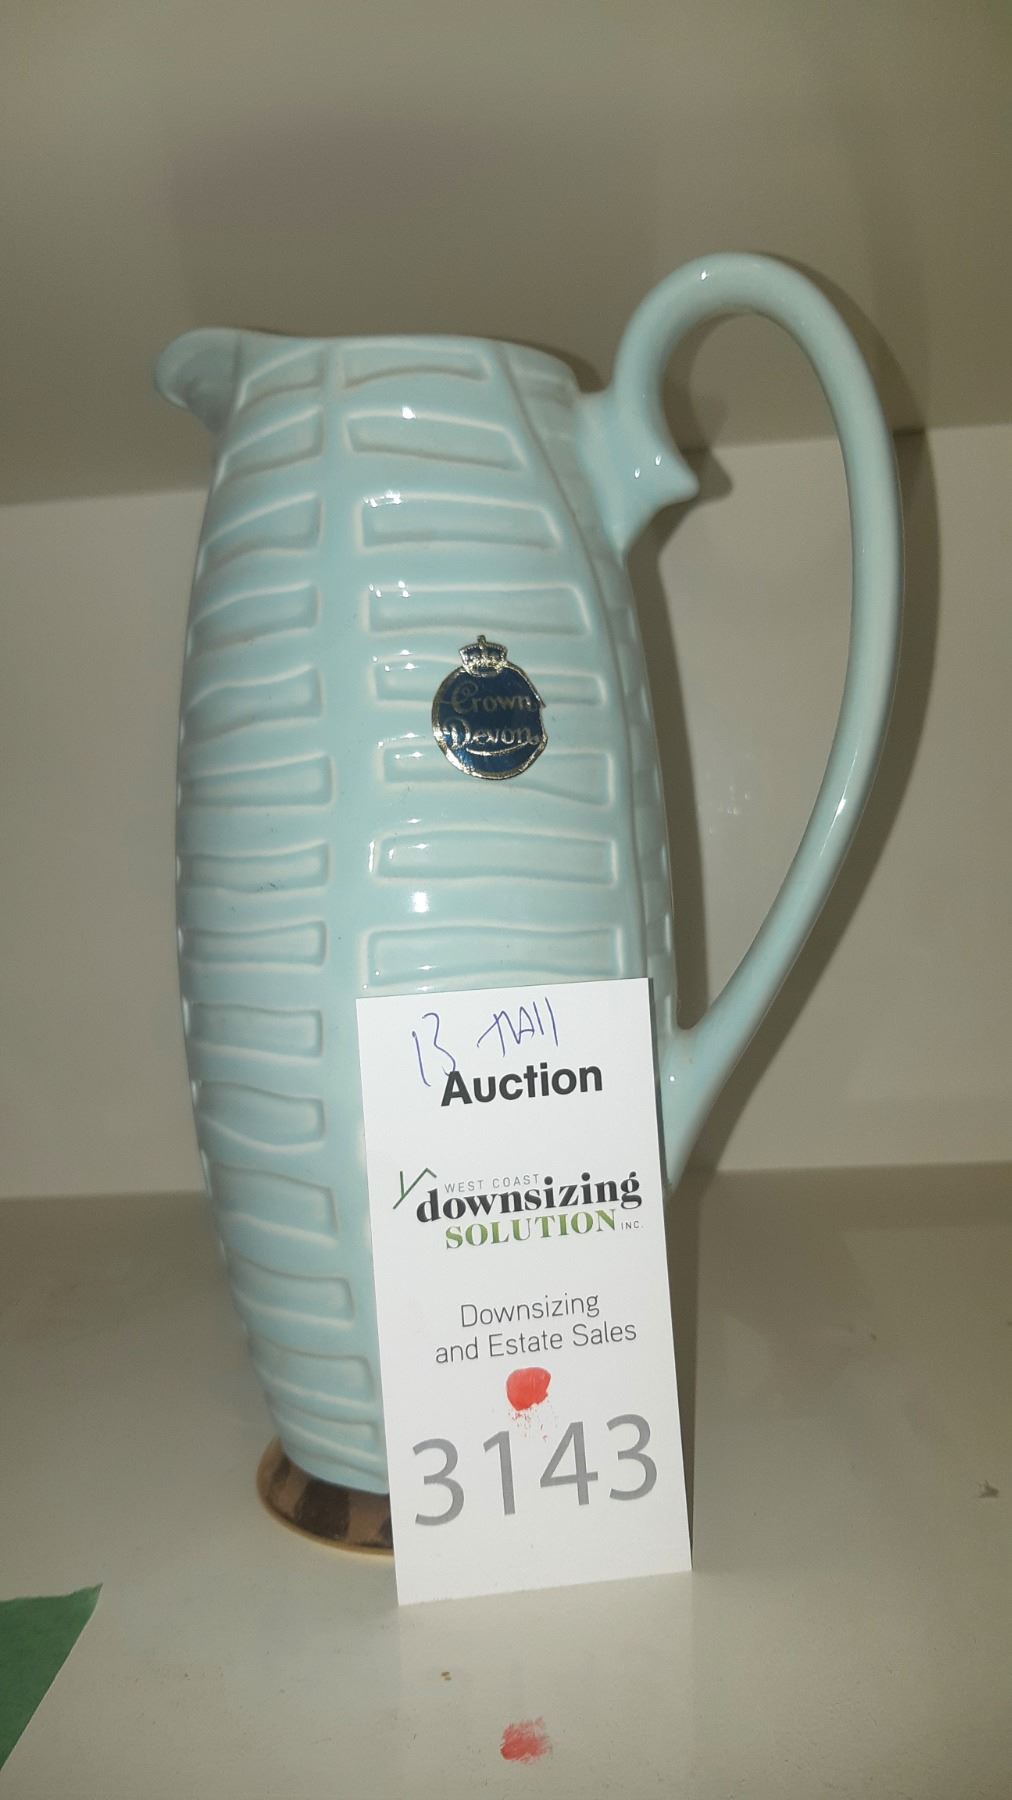 Crown
Devon
13 TALL
Auction
WEST COAST
downsizing
SOLUTION INC.
Downsizing
and Estate Sales
3143